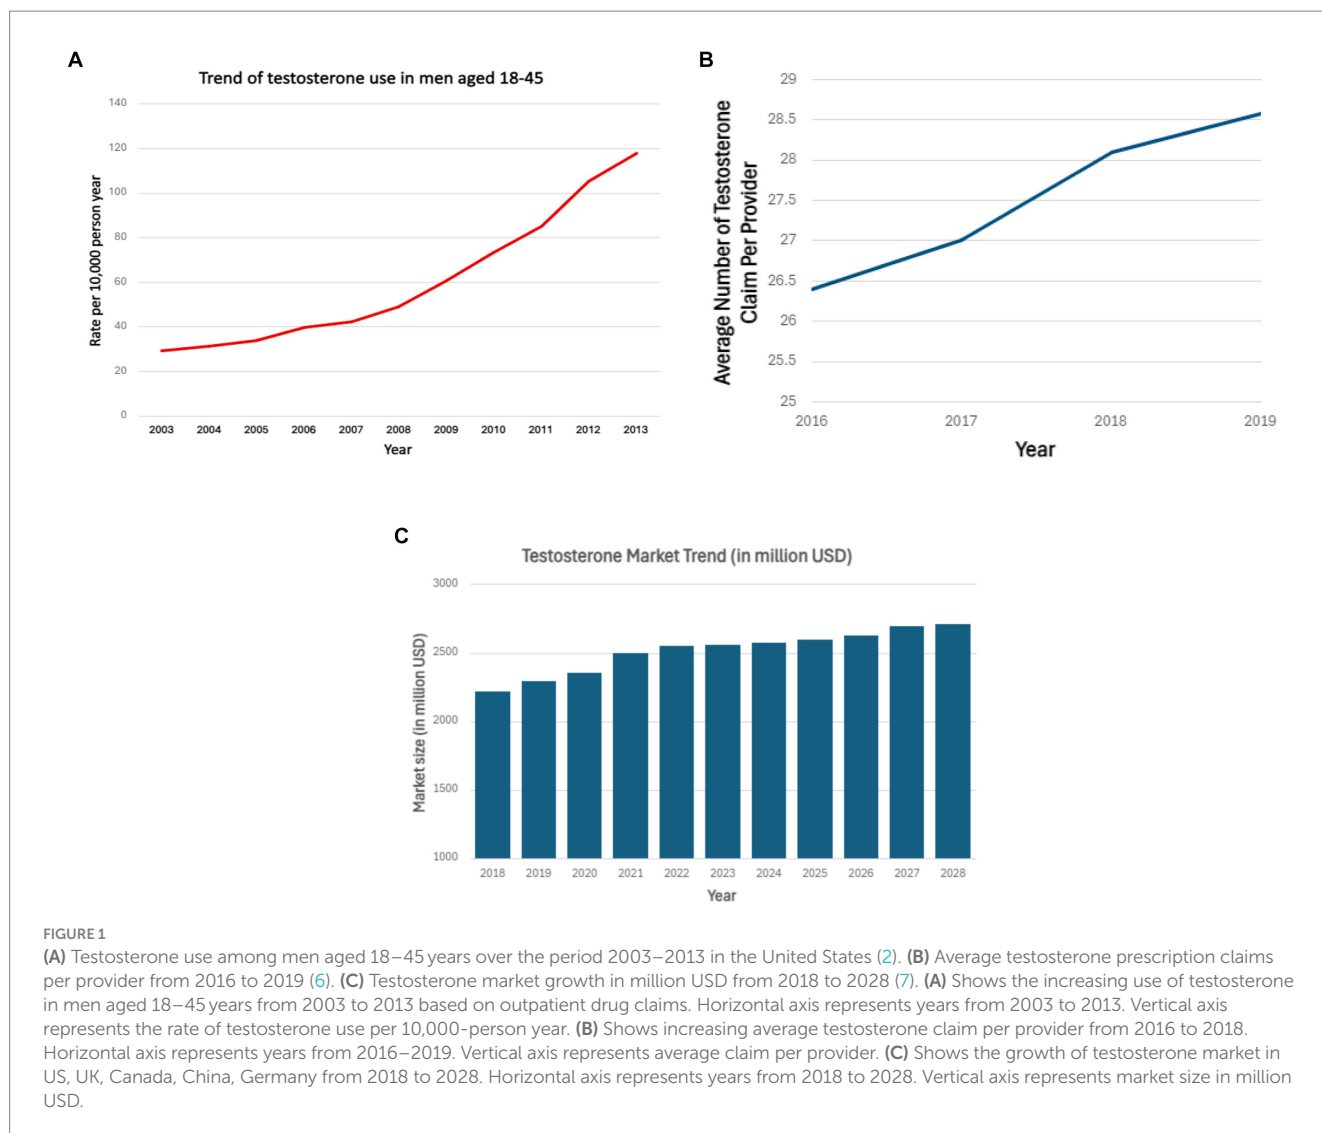 A
Trend of testosterone use in men aged 18-45
140
120
100
80
60
40
20
0
Rate per 10,000 person year
2003 2004 2005 2006 2007 2008 2009 2010 2011 2012 2013
Year
B
29
28.5
28
27.5
27
26.5
26
25.5
25
Average Number of Testosterone
Claim Per Provider
2016 2017 2018 2019
Year
C
Testosterone Market Trend (in million USD)
3000
2500
2000
1500
1000
Market size (in million USD)
2018 2019 2020 2021 2022 2023 2024 2025 2026 2027 2028
Year
FIGURE 1
(A) Testosterone use among men aged 18–45 years over the period 2003–2013 in the United States (2). (B) Average testosterone prescription claims
per provider from 2016 to 2019 (6). (C) Testosterone market growth in million USD from 2018 to 2028 (7). (A) Shows the increasing use of testosterone
in men aged 18–45 years from 2003 to 2013 based on outpatient drug claims. Horizontal axis represents years from 2003 to 2013. Vertical axis
represents the rate of testosterone use per 10,000-person year. (B) Shows increasing average testosterone claim per provider from 2016 to 2018.
Horizontal axis represents years from 2016–2019. Vertical axis represents average claim per provider. (C) Shows the growth of testosterone market in
US, UK, Canada, China, Germany from 2018 to 2028. Horizontal axis represents years from 2018 to 2028. Vertical axis represents market size in million
USD.